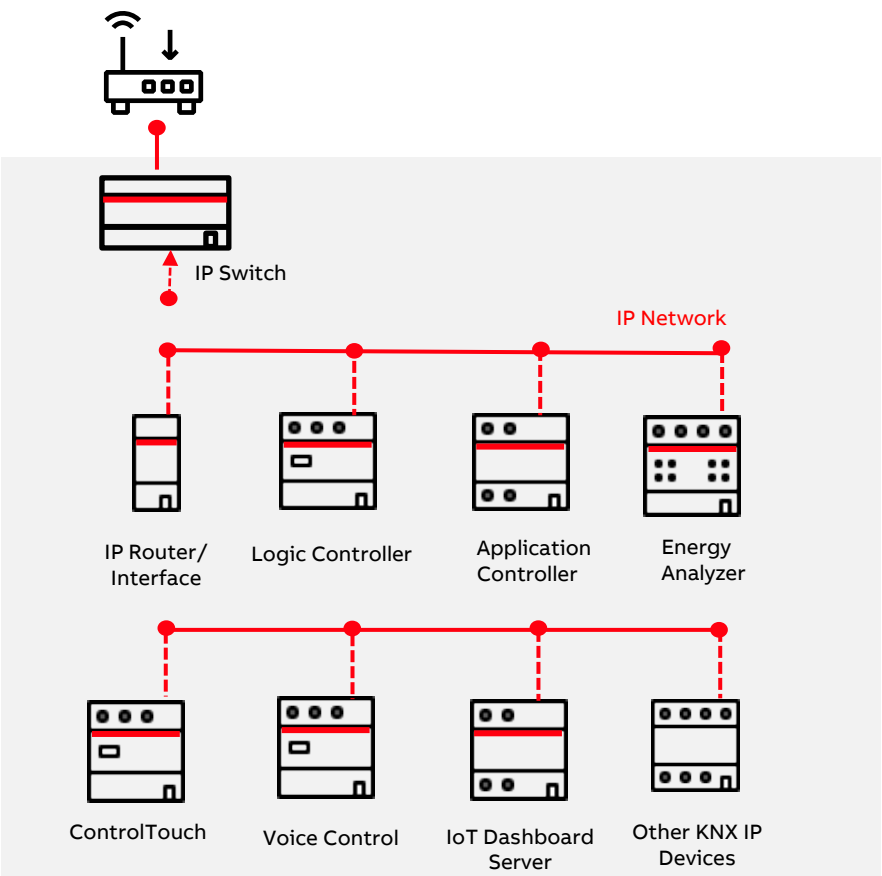 IP Switch
IP Network
IP Router/
Interface
Logic Controller
Application
Controller
Energy
Analyzer
ControlTouch
Voice Control
IoT Dashboard
Server
Other KNX IP
Devices